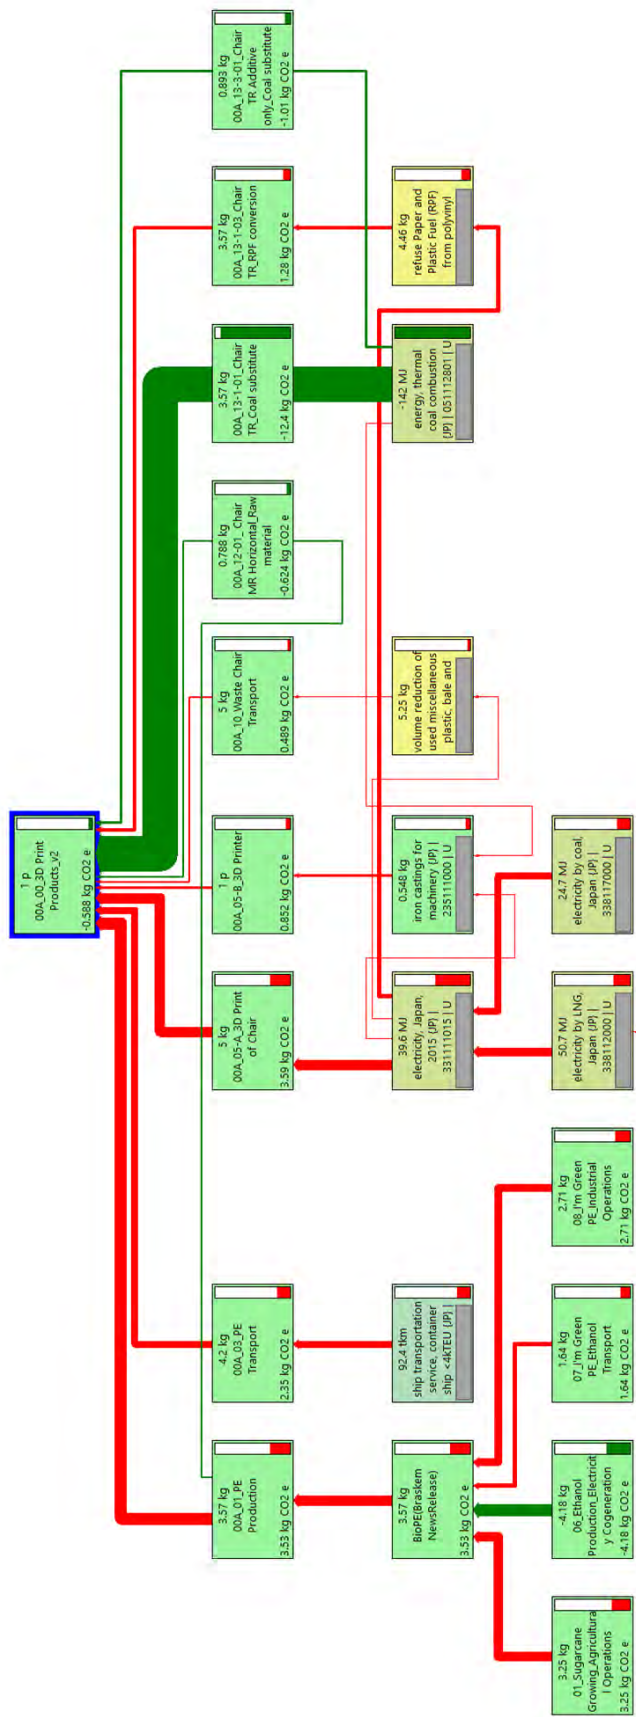 1 p
00A_00_3D Print
Products_v2
-0.588 kg CO2 e
3.57 kg
00A_01_PE
Production
3.53 kg CO2 e
4.2 kg
00A_03_PE
Transport
2.35 kg CO2 e
5 kg
00A_05-A_3D Print
of Chair
3.59 kg CO2 e
1 p
00A_05-B_3D Printer
0.852 kg CO2 e
5 kg
00A_10_Waste Chair
Transport
0.489 kg CO2 e
0.788 kg
00A_12-01_ Chair
MR Horizontal_Raw
material
-0.624 kg CO2 e
3.57 kg
00A_13-1-01_Chair
TR_Coal substitute
-12.4 kg CO2 e
3.57 kg
00A_13-1-03_Chair
TR_RPF conversion
1.28 kg CO2 e
0.893 kg
00A_13-3-01_Chair
TR Additive
only_Coal substitute
-1.01 kg CO2 e
3.57 kg
BioPE(Braskem
NewsRelease)
3.53 kg CO2 e
92.4 tkm
ship transportation
service, container
ship <4kTEU (JP) |
39.6 MJ
electricity, Japan,
2015 (JP) |
331111015 | U
0.548 kg
iron castings for
machinery (JP) |
235111000 | U
5.25 kg
volume reduction of
used miscellaneous
plastic, bale and
-142 MJ
energy, thermal
coal combustion
(JP) | 051112801 | U
4.46 kg
refuse Paper and
Plastic Fuel (RPF)
from polyvinyl
3.25 kg
01_Sugarcane
Growing_Agricultura
l Operations
3.25 kg CO2 e
-4.18 kg
06_Ethanol
Production_Electricit
y Cogeneration
-4.18 kg CO2 e
1.64 kg
07_I'm Green
PE_Ethanol
Transport
1.64 kg CO2 e
2.71 kg
08_I'm Green
PE_Industrial
Operations
2.71 kg CO2 e
50.7 MJ
electricity by LNG,
Japan (JP) |
338112000 | U
24.7 MJ
electricity by coal,
Japan (JP) |
338117000 | U